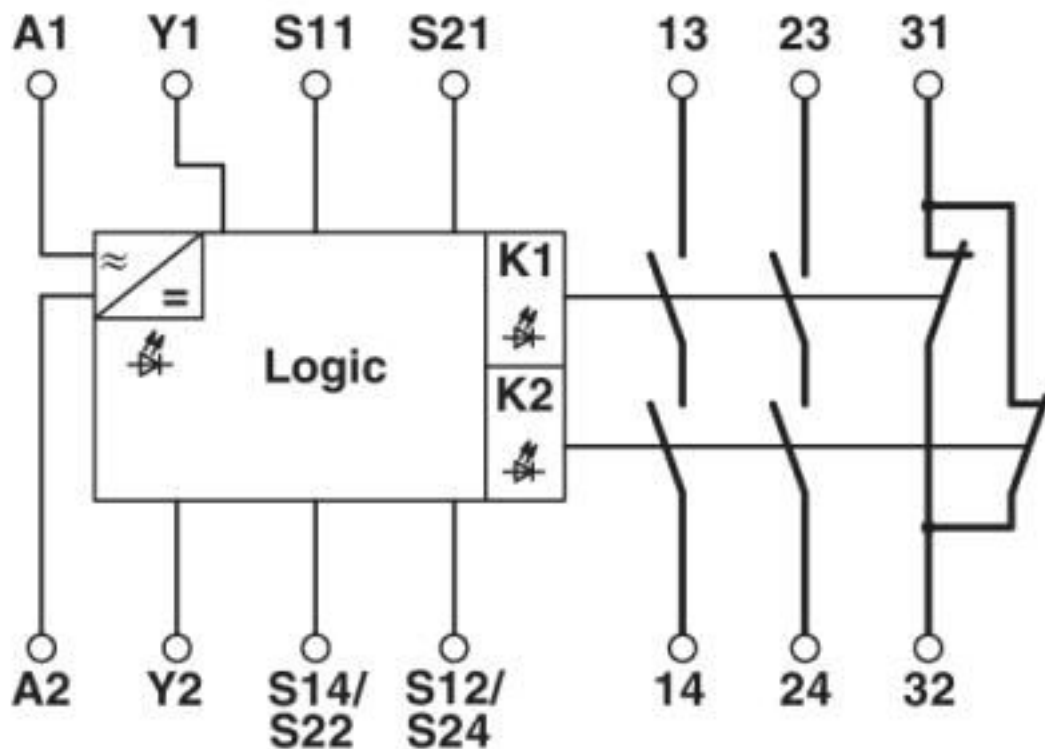 A1 Y1 S11 S21 13 23 31
≈ =
K1
Logic
K2
A2 Y2 S14/ S12/ 14 24 32
S22 S24